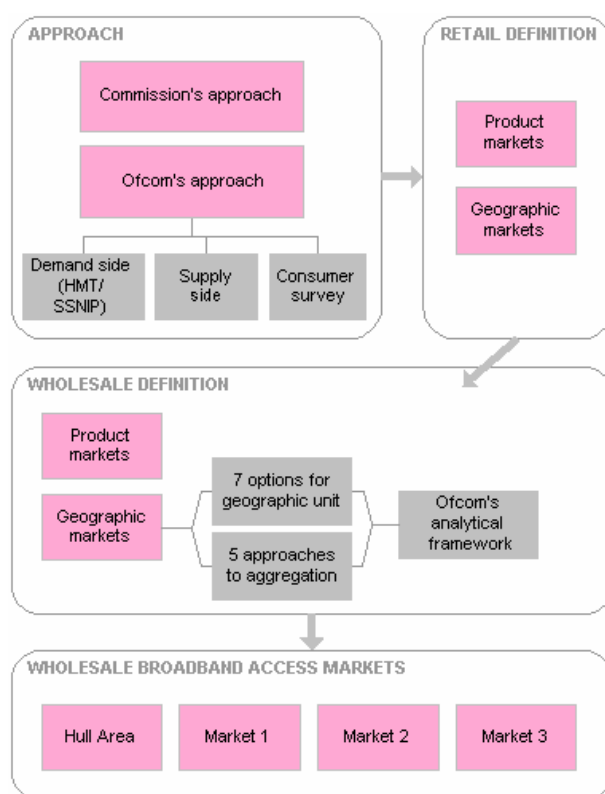 APPROACH
Commission's approach
Ofcom's approach
Demand side
(HMT/
SSNIP)
Supply
side
Consumer
survey
RETAIL DEFINITION
Product
markets
Geographic
markets
WHOLESALE DEFINITION
Product
markets
Geographic
markets
7 options for
geographic unit
5 approaches
to aggregation
Ofcom's
analytical
framework
WHOLESALE BROADBAND ACCESS MARKETS
Hull Area
Market 1
Market 2
Market 3